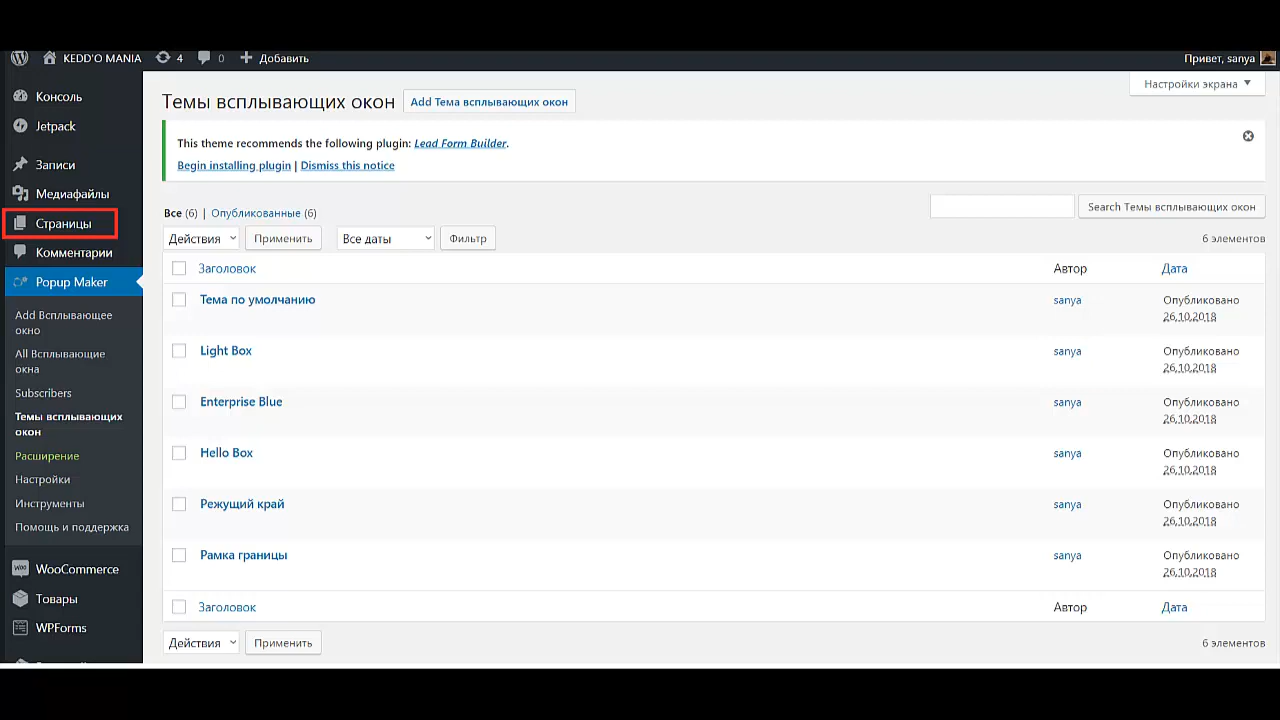 KEDD'O MANIA 4 0 Добавить Привет, sanya
Консоль
Jetpack
Записи
Медиафайлы
Страницы
Комментарии
Popup Maker
Add Всплывающее
окно
All Всплывающие
окна
Subscribers
Темы всплывающих
окон
Расширение
Настройки
Инструменты
Помощь и поддержка
WooCommerce
Товары
WPForms
Настройки экрана
Темы всплывающих окон Add Тема всплывающих окон
This theme recommends the following plugin: Lead Form Builder.
Begin installing plugin | Dismiss this notice
Все (6) | Опубликованные (6)
Search Темы всплывающих окон
Действия Применить Все даты Фильтр 6 элементов
Заголовок Автор Дата
Тема по умолчанию sanya Опубликовано
26.10.2018
Light Box sanya Опубликовано
26.10.2018
Enterprise Blue sanya Опубликовано
26.10.2018
Hello Box sanya Опубликовано
26.10.2018
Режущий край sanya Опубликовано
26.10.2018
Рамка границы sanya Опубликовано
26.10.2018
Заголовок Автор Дата
Действия Применить 6 элементов